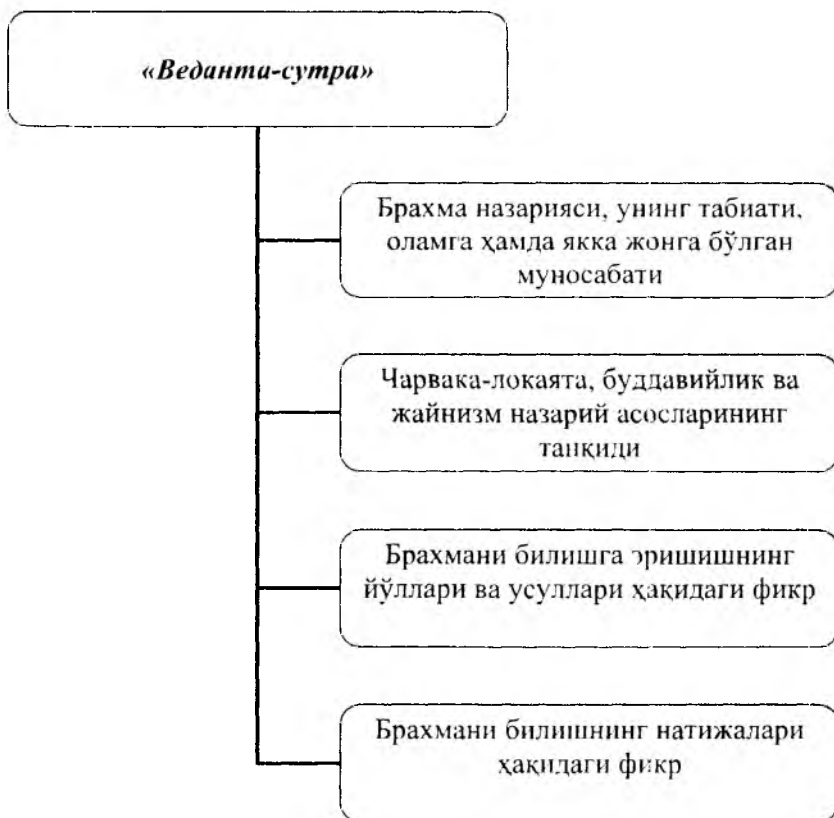 «Веданта-сутра»
Брахма назарияси, унинг табиати,
оламга ҳамда якка жонга бўлган
муносабати
Чарвака-локаята, буддавийлик ва
жайнизм назарий асосларининг
танқиди
Брахмани билишга эришишнинг
йўллари ва усуллари ҳақидаги фикр
Брахмани билишнинг натижалари
ҳақидаги фикр